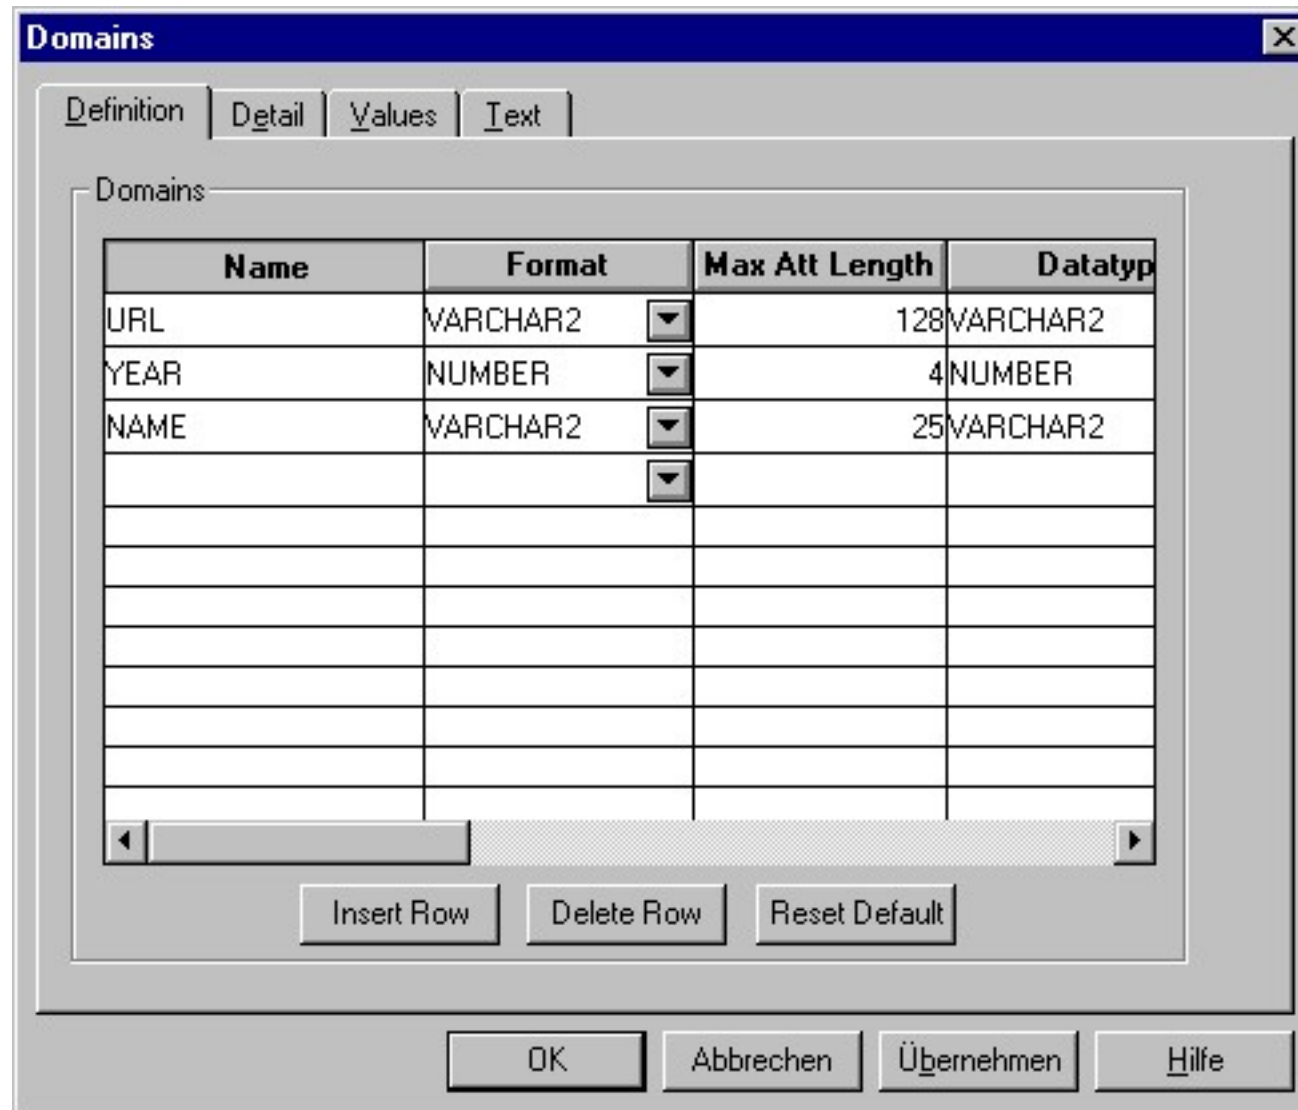 Domains
Definition Detail Values Text
Domains
Name Format Max Att Length Datatyp
URL VARCHAR2 128 VARCHAR2
YEAR NUMBER 4 NUMBER
NAME VARCHAR2 25 VARCHAR2
Insert Row Delete Row Reset Default
OK Abbrechen Übernehmen Hilfe